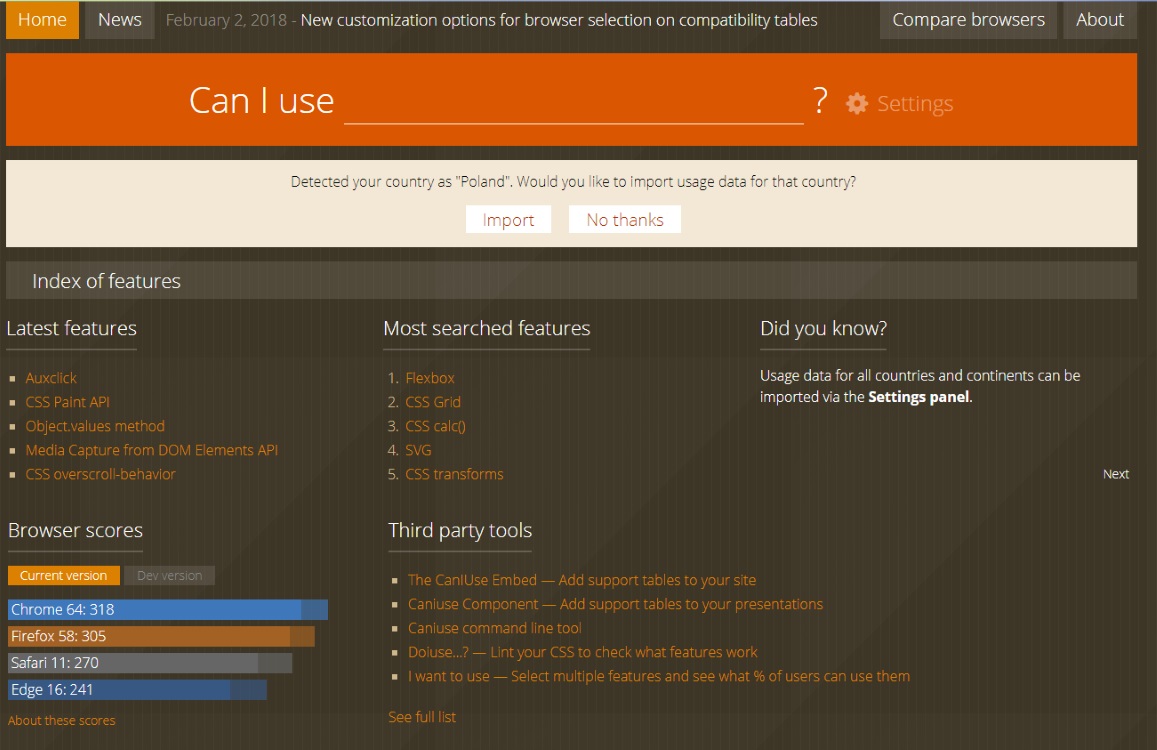 Home News February 2, 2018 - New customization options for browser selection on compatibility tables Compare browsers About
Can I use ? Settings
Detected your country as "Poland". Would you like to import usage data for that country?
Import No thanks
Index of features
Latest features
Auxclick
CSS Paint API
Object.values method
Media Capture from DOM Elements API
CSS overscroll-behavior
Most searched features
1. Flexbox
2. CSS Grid
3. CSS calc()
4. SVG
5. CSS transforms
Did you know?
Usage data for all countries and continents can be
imported via the Settings panel.
Next
Browser scores
Current version Dev version
Chrome 64: 318
Firefox 58: 305
Safari 11: 270
Edge 16: 241
About these scores
Third party tools
The CanIUse Embed — Add support tables to your site
Caniuse Component — Add support tables to your presentations
Caniuse command line tool
Doiuse...? — Lint your CSS to check what features work
I want to use — Select multiple features and see what % of users can use them
See full list